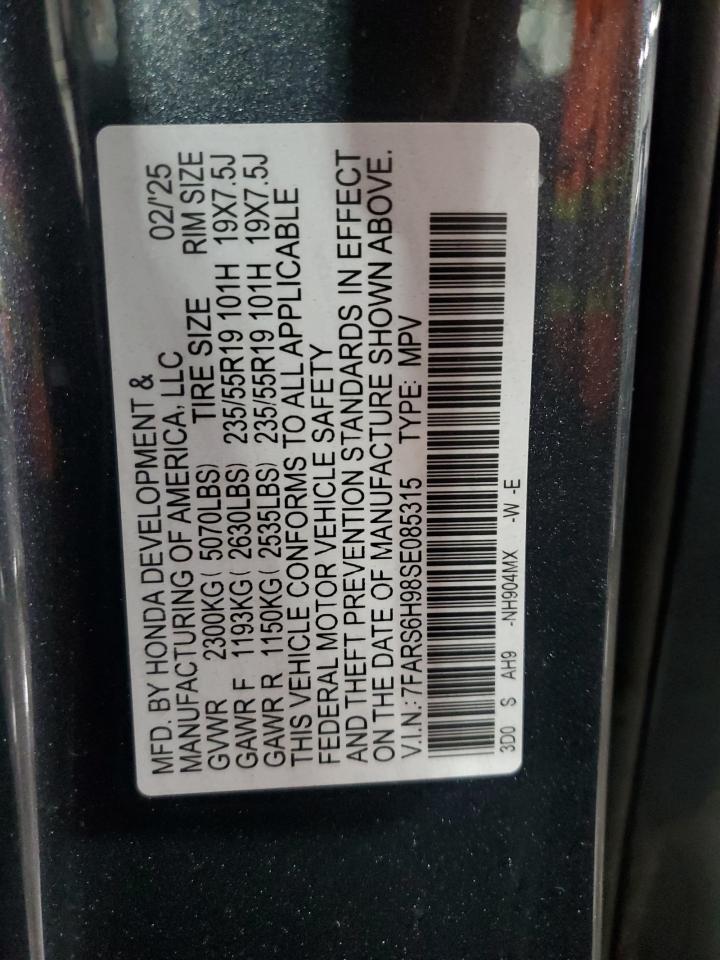 MFD. BY HONDA DEVELOPMENT & 02/'25
MANUFACTURING OF AMERICA, LLC
TIRE SIZE RIM SIZE
GVWR 2300KG ( 5070LBS)
GAWR F 1193KG ( 2630LBS) 235/55R19 101H 19X7.5J
GAWR R 1150KG ( 2535LBS) 235/55R19 101H 19X7.5J
THIS VEHICLE CONFORMS TO ALL APPLICABLE
FEDERAL MOTOR VEHICLE SAFETY
AND THEFT PREVENTION STANDARDS IN EFFECT
ON THE DATE OF MANUFACTURE SHOWN ABOVE.
V.I.N.: 7FARS6H98SE085315 TYPE: MPV
3D0 S AH9 -NH904MX -W -E